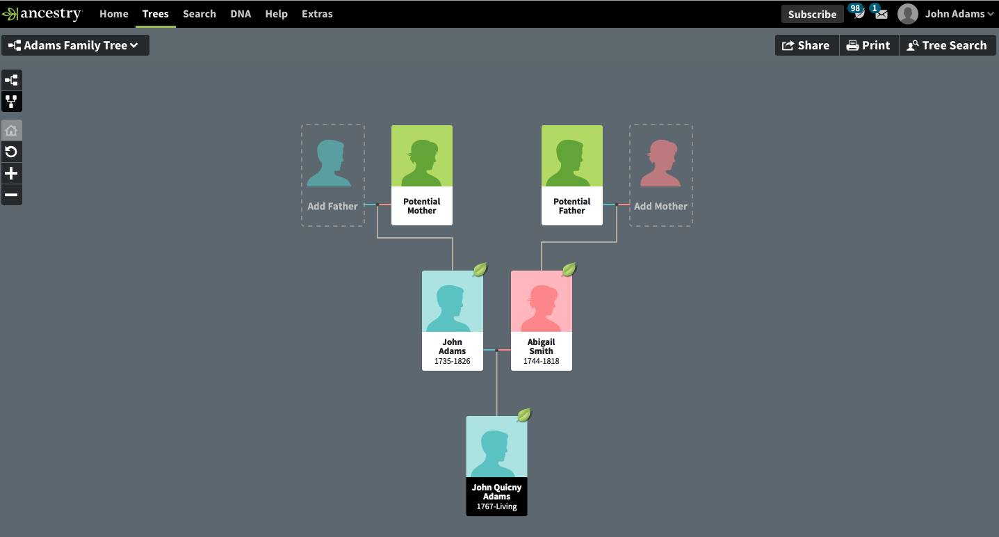 ancestry Home Trees Search DNA Help Extras Subscribe 98 1 John Adams
Adams Family Tree Share Print Tree Search
Add Father
Potential
Mother
Potential
Father
Add Mother
John
Adams
1735-1826
Abigail
Smith
1744-1818
John Quicny
Adams
1767-Living